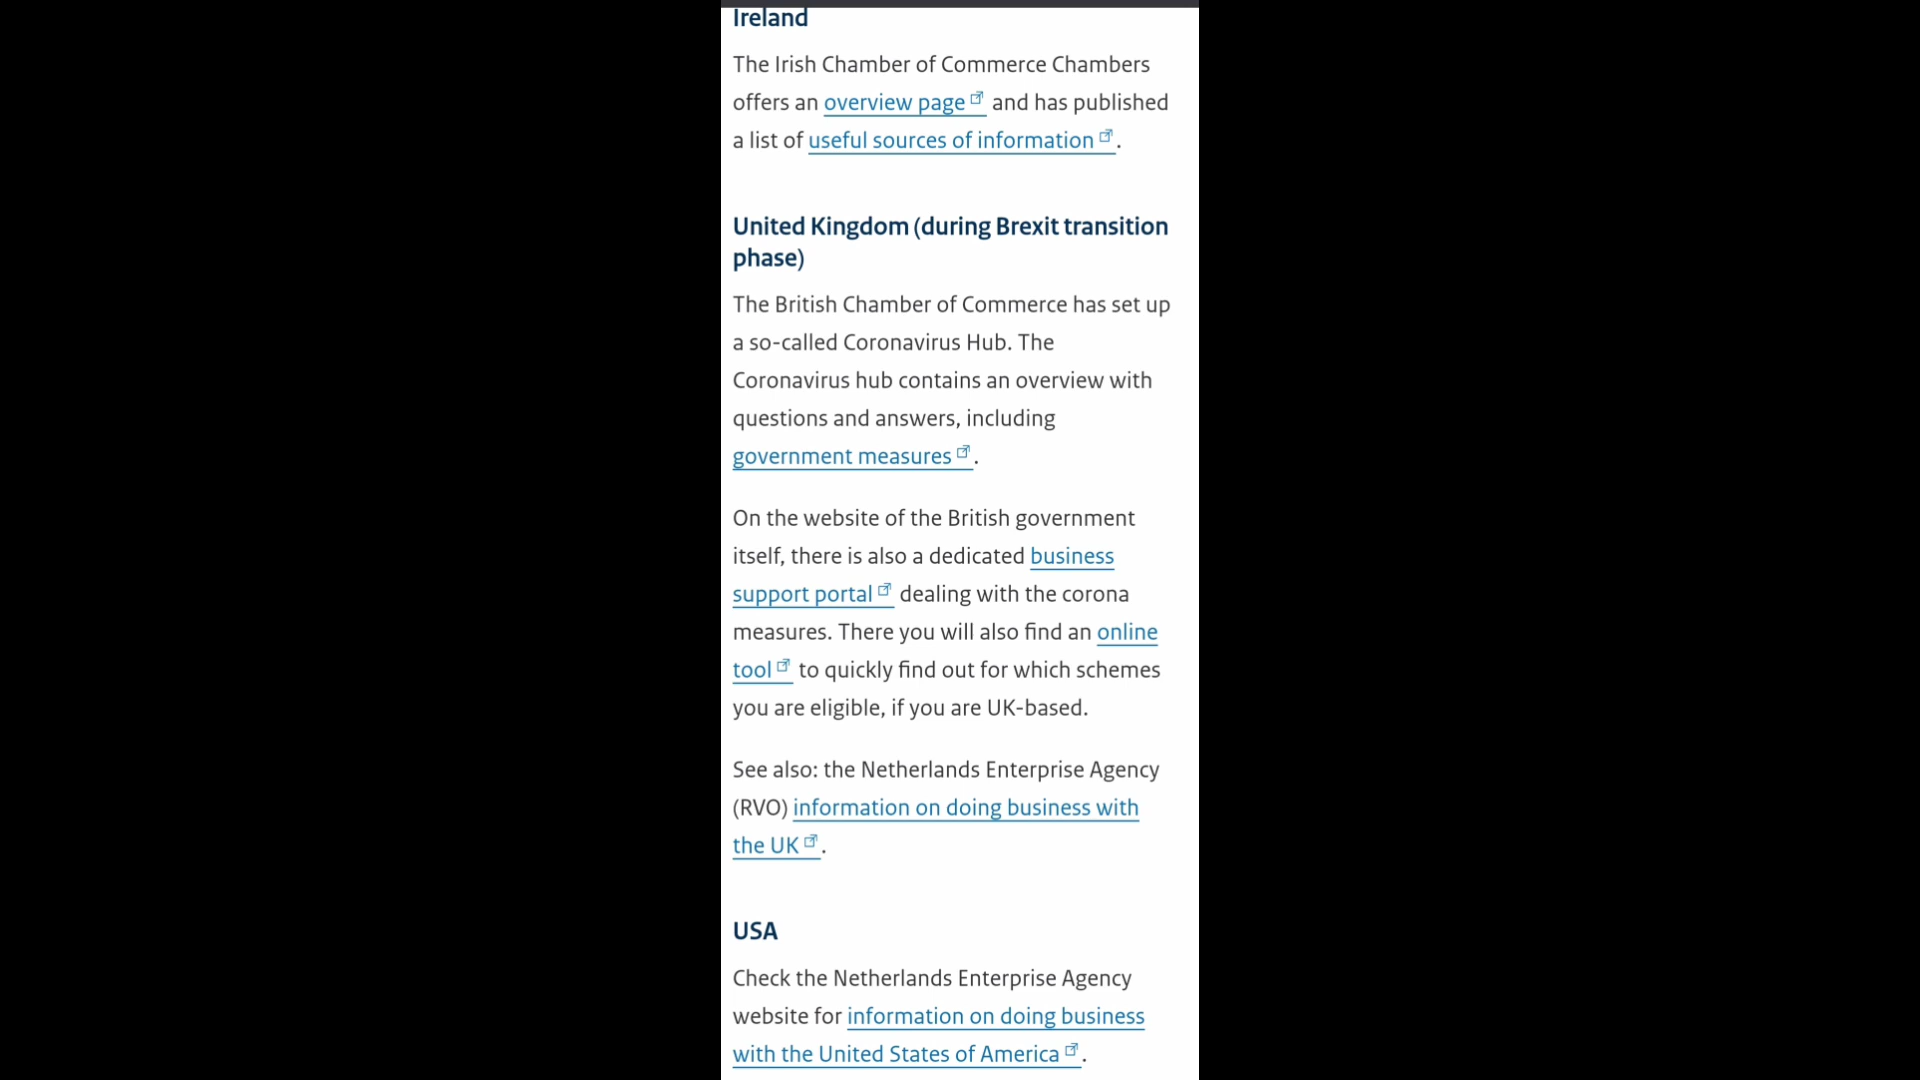 Ireland
The Irish Chamber of Commerce Chambers
offers an overview page and has published
a list of useful sources of information .
United Kingdom (during Brexit transition
phase)
The British Chamber of Commerce has set up
a so-called Coronavirus Hub. The
Coronavirus hub contains an overview with
questions and answers, including
government measures .
On the website of the British government
itself, there is also a dedicated business
support portal dealing with the corona
measures. There you will also find an online
tool to quickly find out for which schemes
you are eligible, if you are UK-based.
See also: the Netherlands Enterprise Agency
(RVO) information on doing business with
the UK .
USA
Check the Netherlands Enterprise Agency
website for information on doing business
with the United States of America .